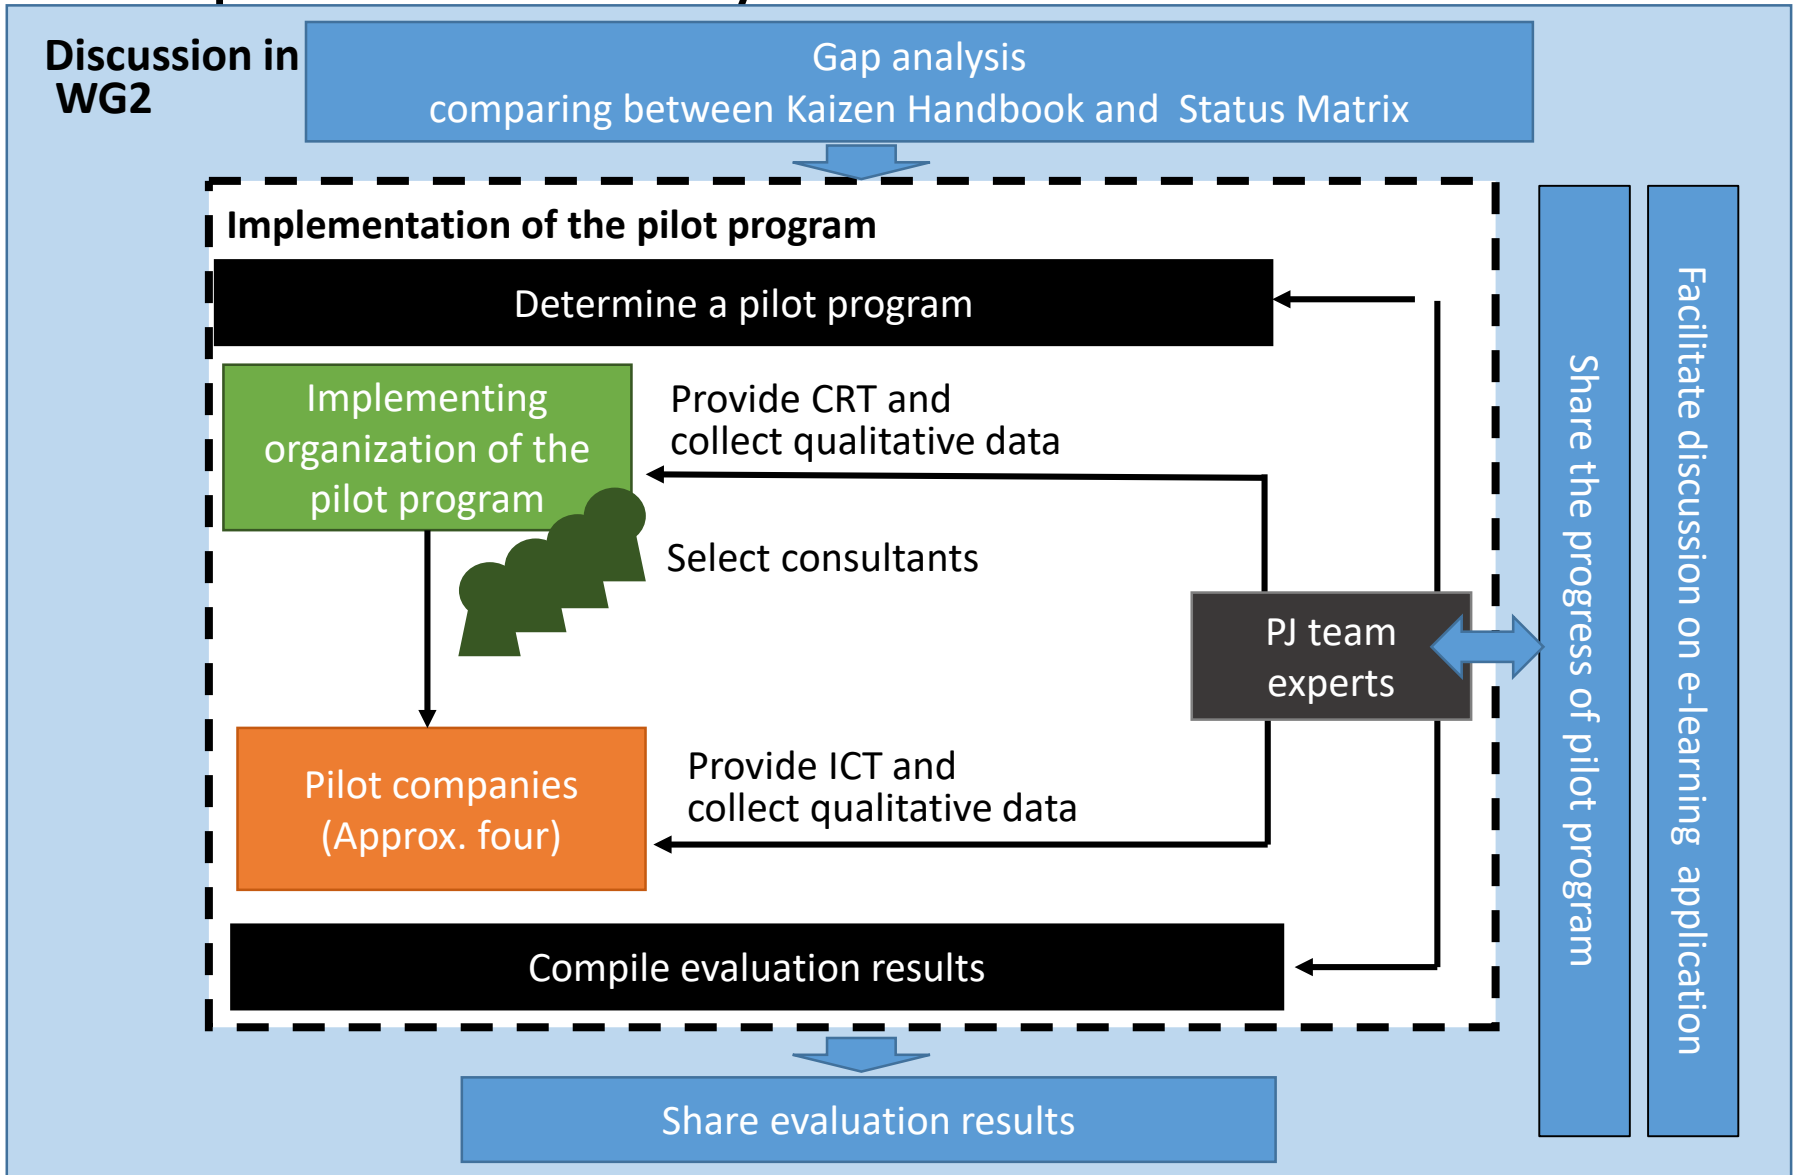 Discussion in
WG2
Gap analysis
comparing between Kaizen Handbook and Status Matrix
Implementation of the pilot program
Determine a pilot program
Implementing
organization of the
pilot program
Provide CRT and
collect qualitative data
Select consultants
PJ team
experts
Pilot companies
(Approx. four)
Provide ICT and
collect qualitative data
Compile evaluation results
Share evaluation results
Share the progress of pilot program
Facilitate discussion on e-learning application